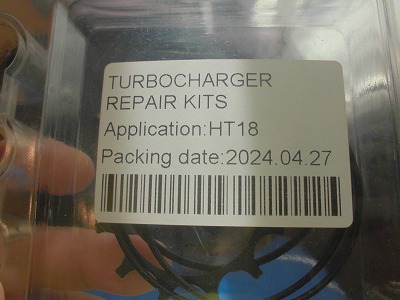 TURBOCHARGER
REPAIR KITS
Application:HT18
Packing date:2024.04.27